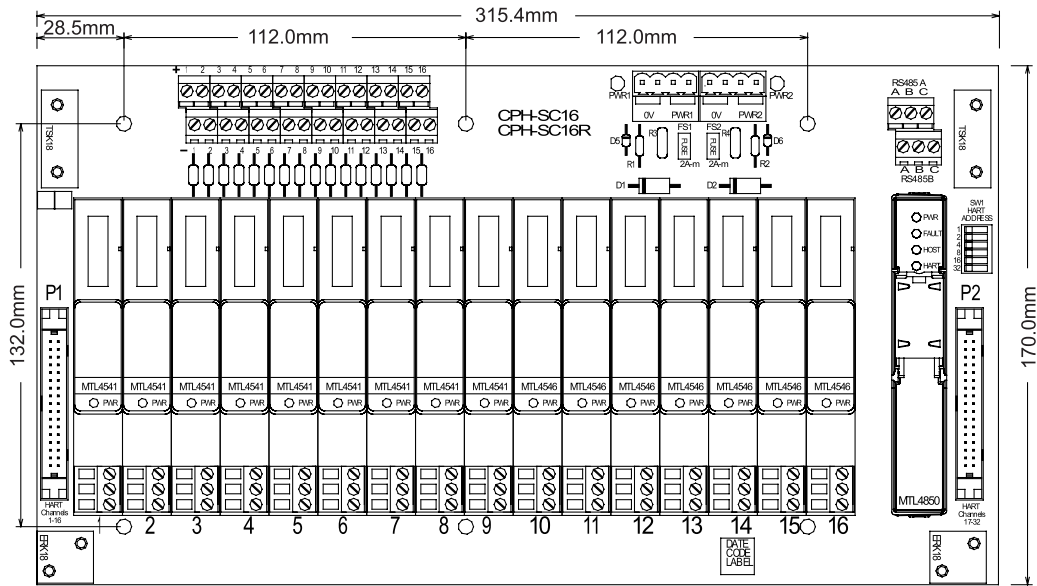 315.4mm
28.5mm
112.0mm
112.0mm
132.0mm
170.0mm
+ 1 2 3 4 5 6 7 8 9 10 11 12 13 14 15 16
- 1 2 3 4 5 6 7 8 9 10 11 12 13 14 15 16
CPH-SC16
CPH-SC16R
PWR1
PWR2
0V PWR1 0V PWR2
D5 R3 FS1 FS2 R4 D6
FUSE FUSE
R1 2A-m 2A-m R2
D1 D2
RS485 A
A B C
A B C
RS485B
TSK18
TSK18
PWR
FAULT
HOST
HART
SW1
HART
ADDRESS
1
2
4
8
16
32
P1
P2
MTL4541 MTL4541 MTL4541 MTL4541 MTL4541 MTL4541 MTL4541 MTL4541 MTL4546 MTL4546 MTL4546 MTL4546 MTL4546 MTL4546 MTL4546 MTL4546
PWR PWR PWR PWR PWR PWR PWR PWR PWR PWR PWR PWR PWR PWR PWR PWR
MTL4850
HART
Channels
1-16
HART
Channels
17-32
1 2 3 4 5 6 7 8 9 10 11 12 13 14 15 16
ERK18
ERK18
DATE
CODE
LABEL